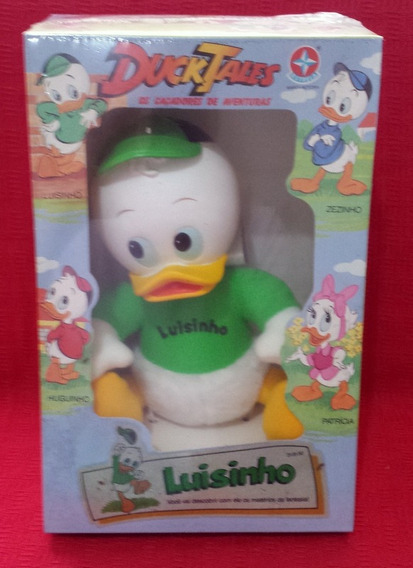 DUCKTALES
OS CAÇADORES DE AVENTURAS
LUISINHO
ZEZINHO
Luisinho
HUGUINHO
PATRÍCIA
Luisinho